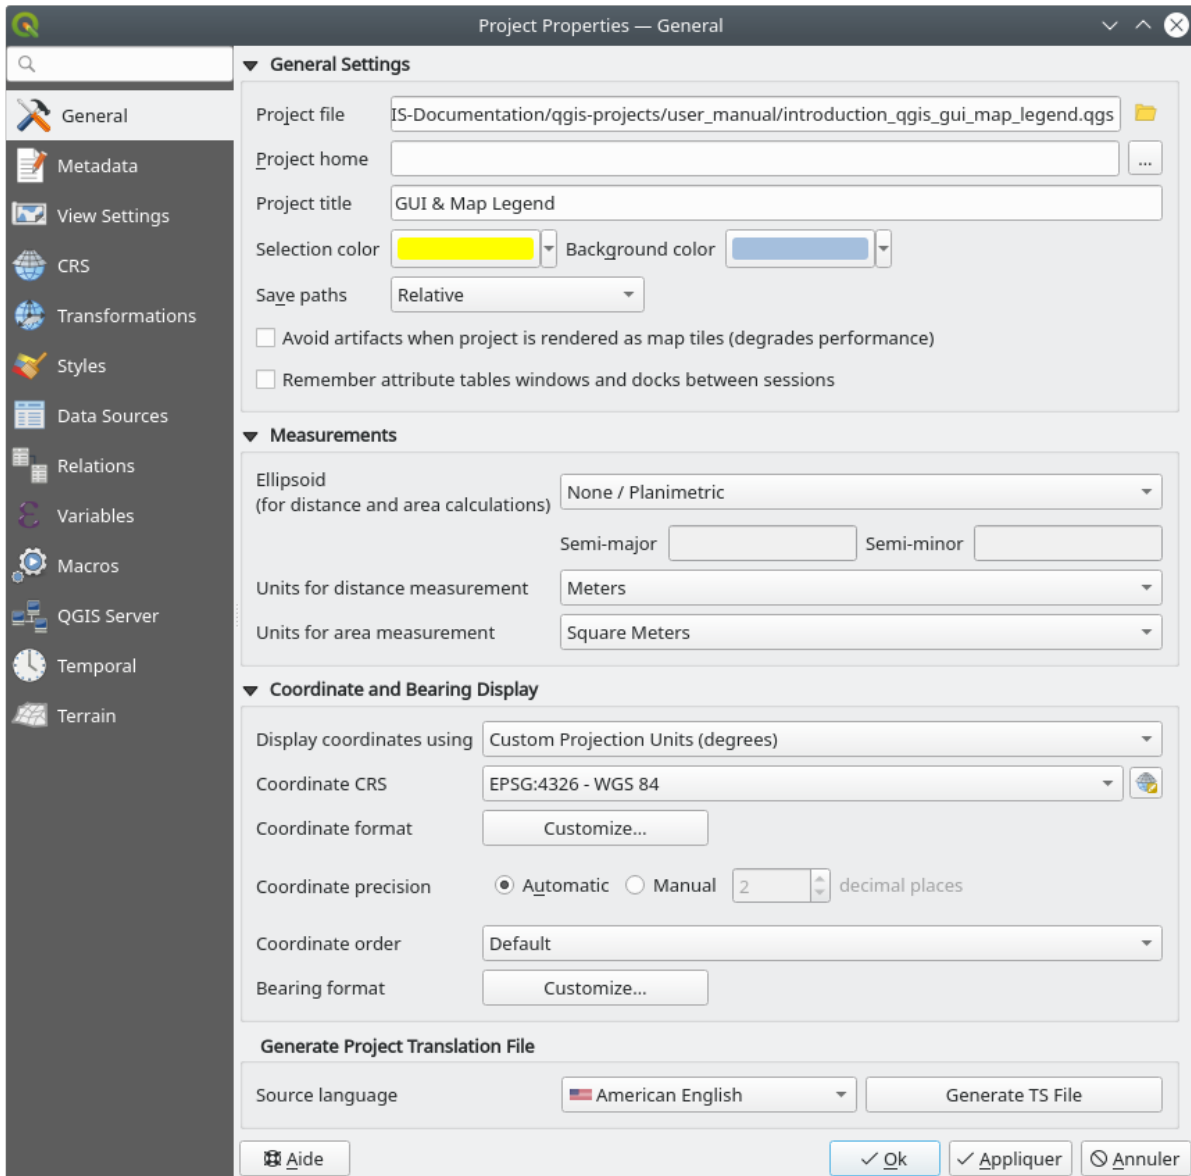 Project Properties — General
General
Metadata
View Settings
CRS
Transformations
Styles
Data Sources
Relations
Variables
Macros
QGIS Server
Temporal
Terrain
General Settings
Project file IS-Documentation/qgis-projects/user_manual/introduction_qgis_gui_map_legend.qgs
Project home ...
Project title GUI & Map Legend
Selection color Background color
Save paths Relative
Avoid artifacts when project is rendered as map tiles (degrades performance)
Remember attribute tables windows and docks between sessions
Measurements
Ellipsoid
(for distance and area calculations) None / Planimetric
Semi-major Semi-minor
Units for distance measurement Meters
Units for area measurement Square Meters
Coordinate and Bearing Display
Display coordinates using Custom Projection Units (degrees)
Coordinate CRS EPSG:4326 - WGS 84
Coordinate format Customize...
Coordinate precision Automatic Manual 2 decimal places
Coordinate order Default
Bearing format Customize...
Generate Project Translation File
Source language American English Generate TS File
Aide Ok Appliquer Annuler